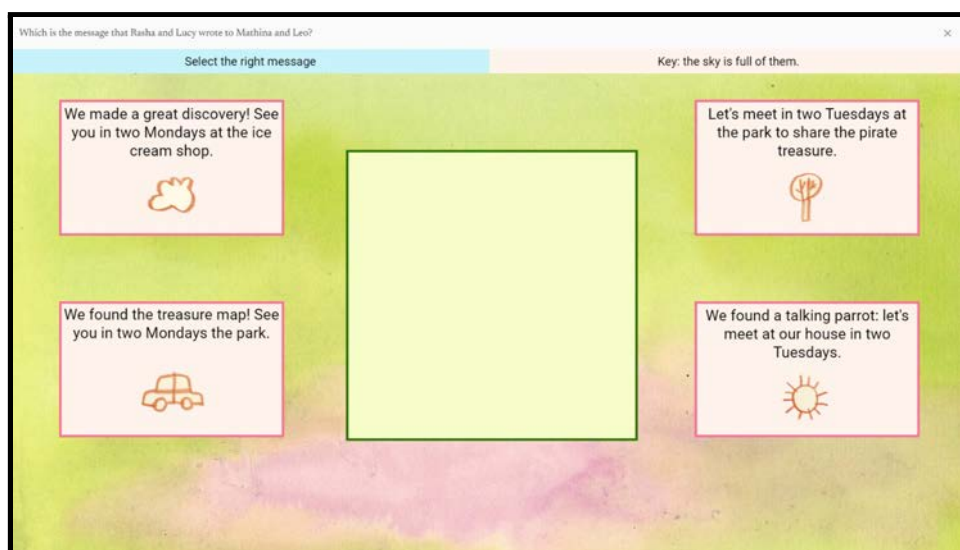 Which is the message that Rasha and Lucy wrote to Mathina and Leo?
×
Select the right message
Key: the sky is full of them.
We made a great discovery! See
you in two Mondays at the ice
cream shop.
Let's meet in two Tuesdays at
the park to share the pirate
treasure.
We found the treasure map! See
you in two Mondays the park.
We found a talking parrot: let's
meet at our house in two
Tuesdays.